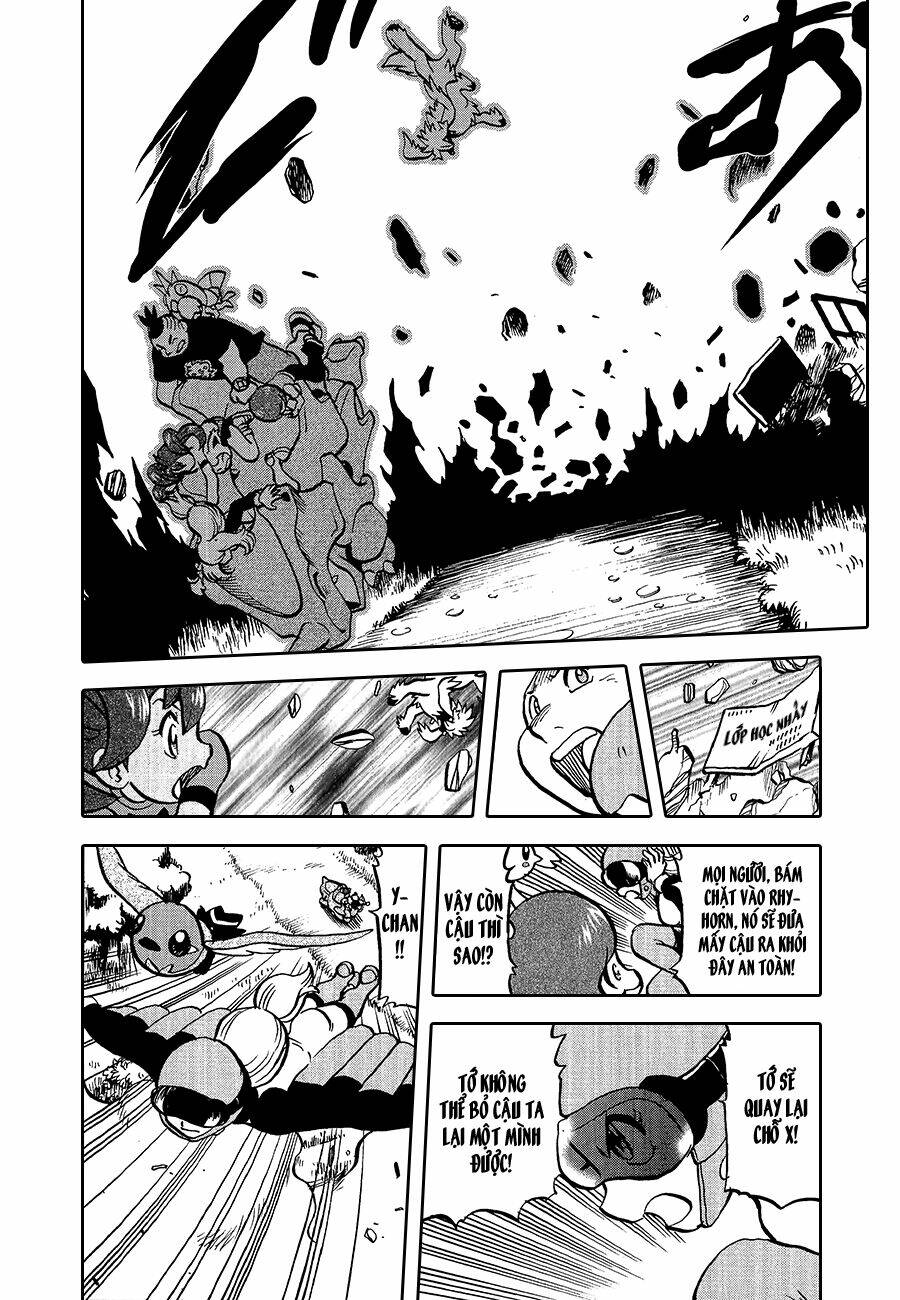 あ
LỚP HỌC NHẢY
MỌI NGƯỜI, BÁM
CHẶT VÀO RHY-
HORN, NÓ SẼ ĐƯA
MẤY CẬU RA KHỎI
ĐÂY AN TOÀN!
VẬY CÒN
CẬU THÌ
SAO!?
Y-
CHAN
!!
TỚ SẼ
QUAY LẠI
CHỖ X!
TỚ KHÔNG
THỂ BỎ CẬU TA
LẠI MỘT MÌNH
ĐƯỢC!